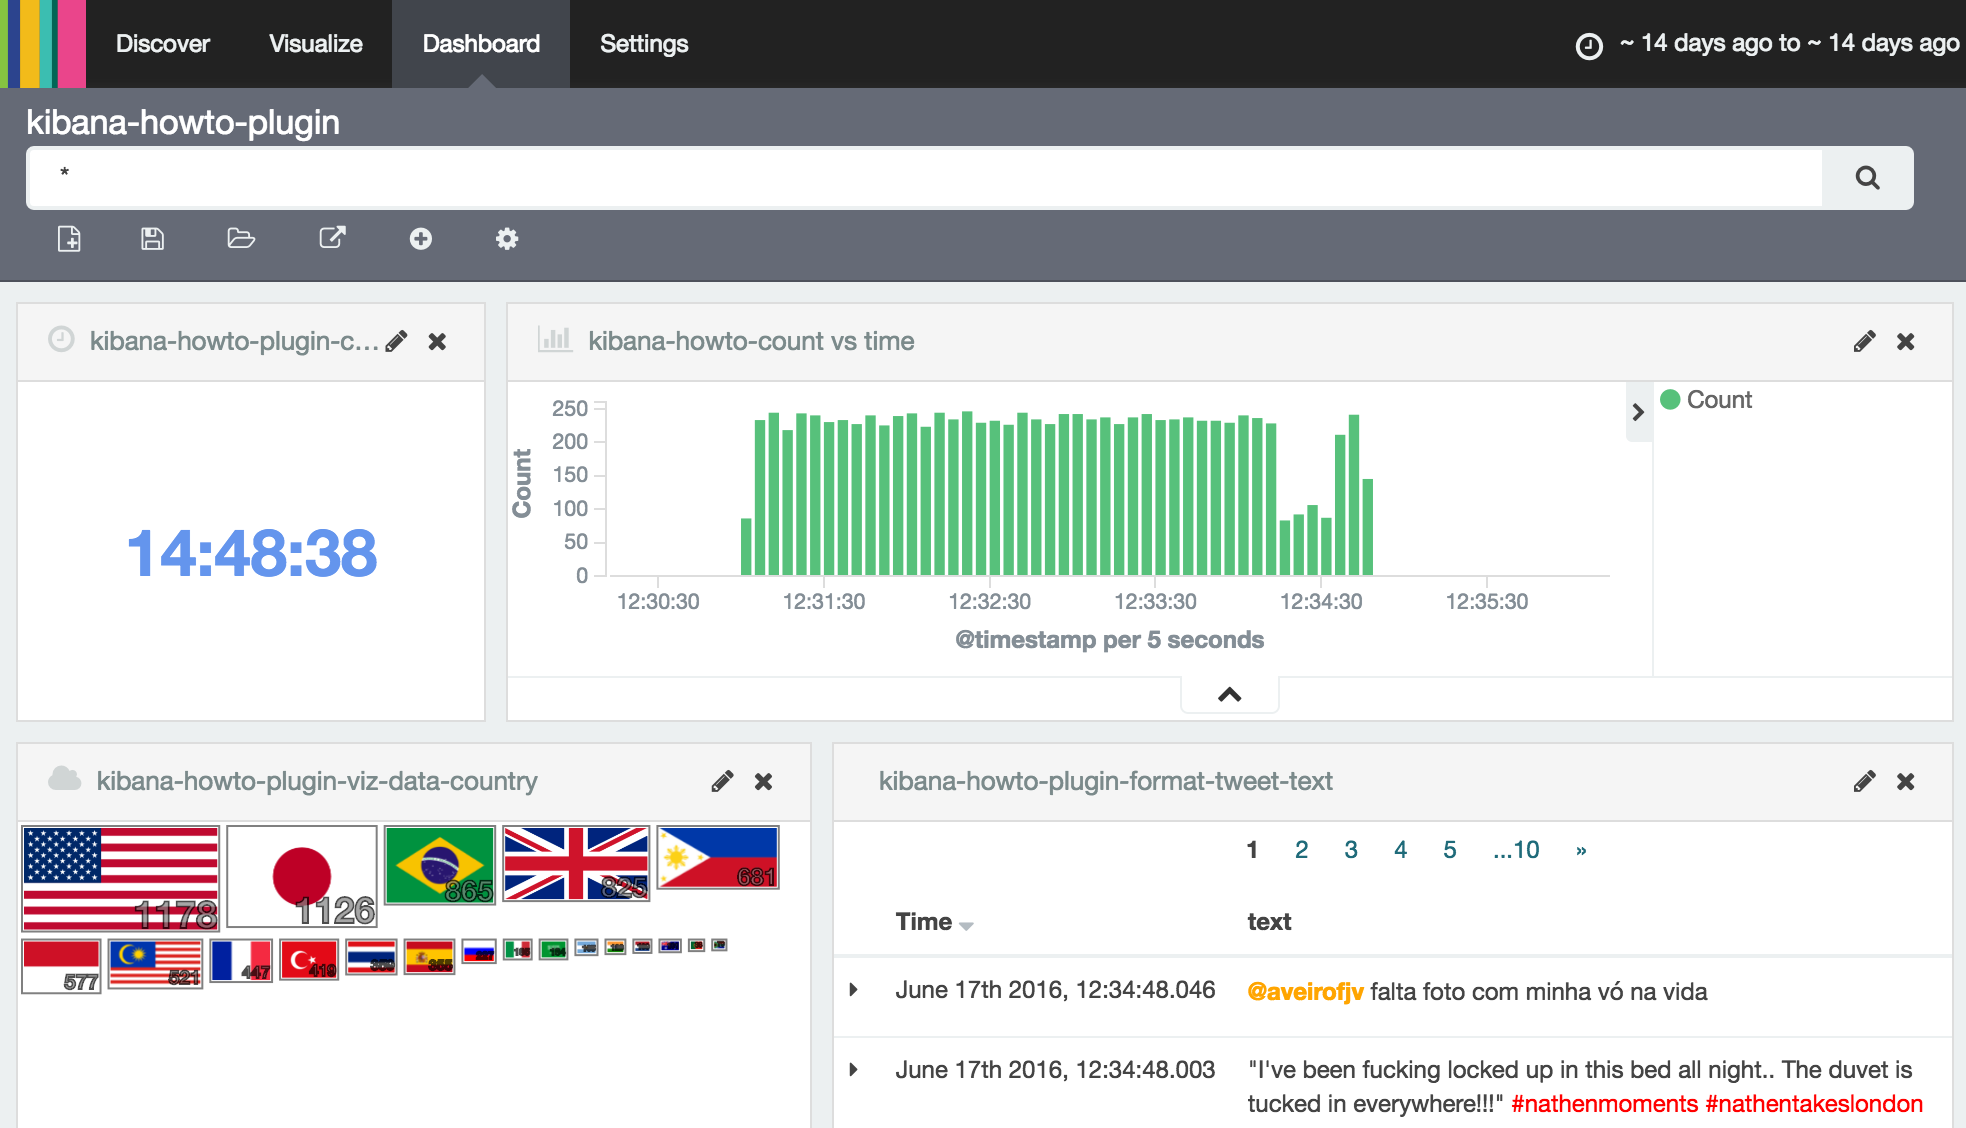 Discover Visualize Dashboard Settings ~ 14 days ago to ~ 14 days ago
kibana-howto-plugin
*
kibana-howto-plugin-c...
14:48:38
kibana-howto-count vs time
Count
250
200
150
100
50
0
12:30:30 12:31:30 12:32:30 12:33:30 12:34:30 12:35:30
@timestamp per 5 seconds
Count
kibana-howto-plugin-viz-data-country
1178 1126 865 825 681
577 521 447 419 359 355
kibana-howto-plugin-format-tweet-text
1 2 3 4 5 ...10 »
Time text
June 17th 2016, 12:34:48.046 @aveirofjv falta foto com minha vó na vida
June 17th 2016, 12:34:48.003 "I've been fucking locked up in this bed all night.. The duvet is
tucked in everywhere!!!" #nathenmoments #nathentakeslondon